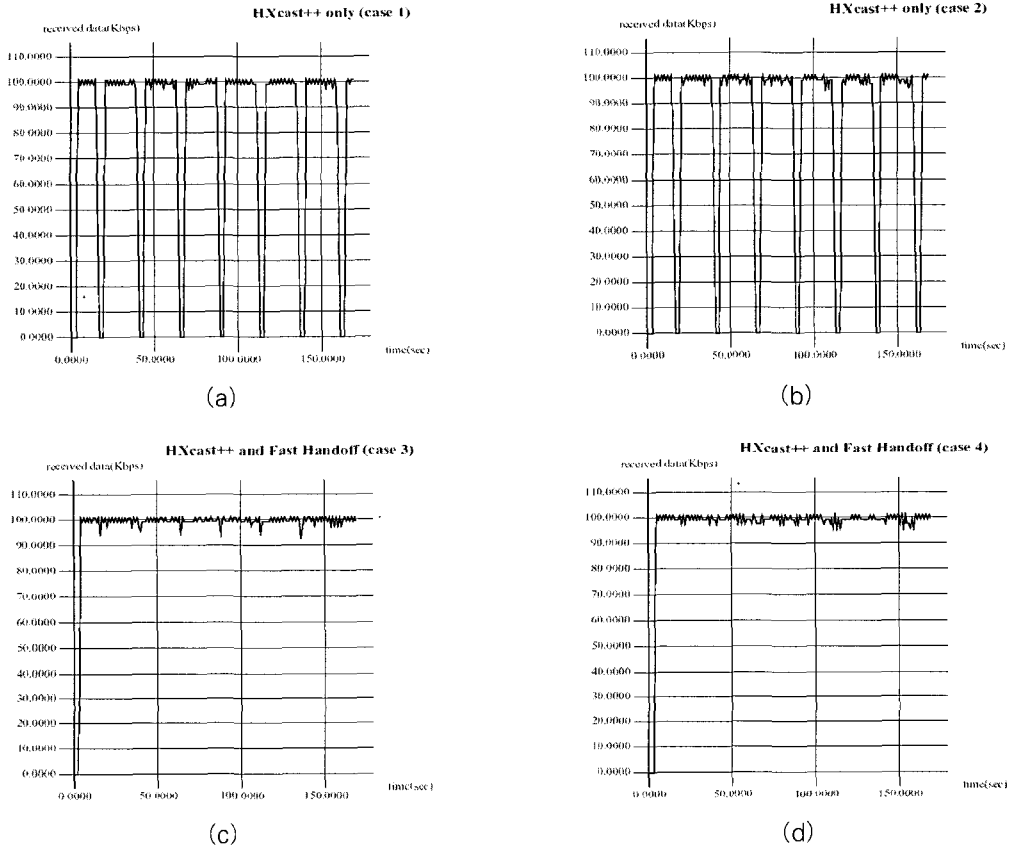 HXcast++ only (case 1)
received data(Kbps)
110.0000
100.0000
90.0000
80.0000
70.0000
60.0000
50.0000
40.0000
30.0000
20.0000
10.0000
0.0000
time(sec)
0.0000 50.0000 100.0000 150.0000
(a)
HXcast++ only (case 2)
received data(Kbps)
110.0000
100.0000
90.0000
80.0000
70.0000
60.0000
50.0000
40.0000
30.0000
20.0000
10.0000
0.0000
time(sec)
0.0000 50.0000 100.0000 150.0000
(b)
HXcast++ and Fast Handoff (case 3)
received data(Kbps)
110.0000
100.0000
90.0000
80.0000
70.0000
60.0000
50.0000
40.0000
30.0000
20.0000
10.0000
0.0000
time(sec)
0.0000 50.0000 100.0000 150.0000
(c)
HXcast++ and Fast Handoff (case 4)
received data(Kbps)
110.0000
100.0000
90.0000
80.0000
70.0000
60.0000
50.0000
40.0000
30.0000
20.0000
10.0000
0.0000
time(sec)
0.0000 50.0000 100.0000 150.0000
(d)